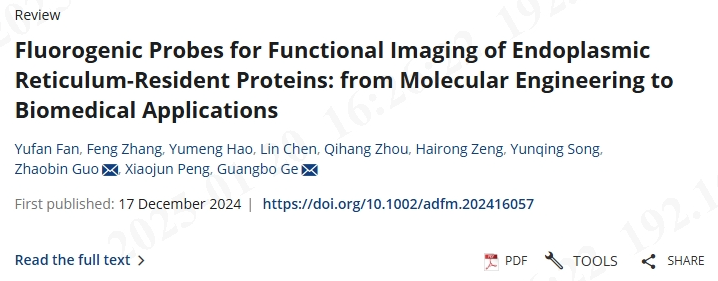 Review
Fluorogenic Probes for Functional Imaging of Endoplasmic
Reticulum-Resident Proteins: from Molecular Engineering to
Biomedical Applications
Yufan Fan, Feng Zhang, Yumeng Hao, Lin Chen, Qihang Zhou, Hairong Zeng, Yunqing Song,
Zhaobin Guo, Xiaojun Peng, Guangbo Ge
First published: 17 December 2024 | https://doi.org/10.1002/adfm.202416057
Read the full text
PDF TOOLS SHARE